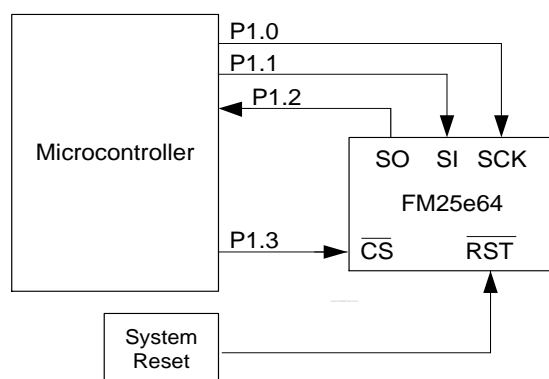 P1.0
P1.1
P1.2
Microcontroller
SO SI SCK
FM25e64
P1.3
CS RST
System
Reset